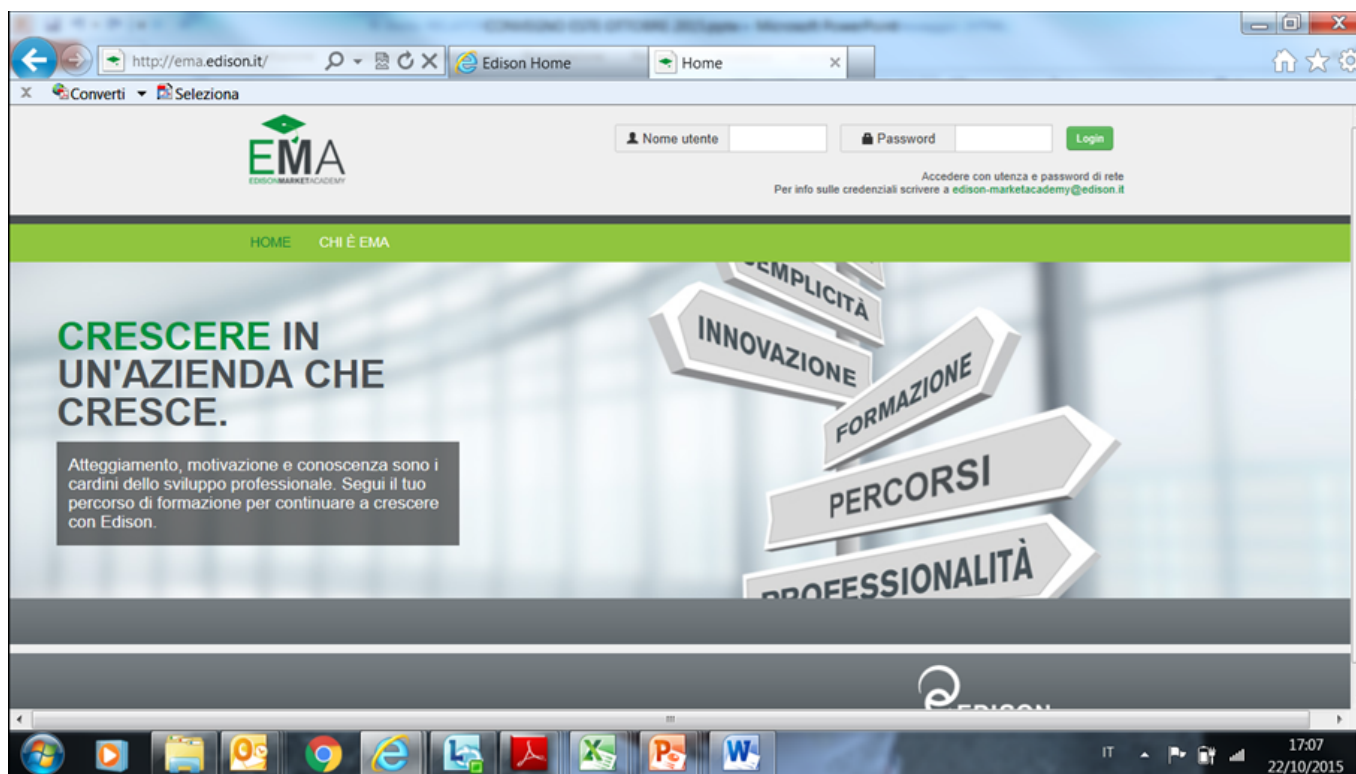 http://ema.edison.it/
Edison Home
Home
Converti
Seleziona
EMA
EDISONMARKETACADEMY
Nome utente
Password
Login
Accedere con utenza e password di rete
Per info sulle credenziali scrivere a edison-marketacademy@edison.it
HOME
CHI È EMA
CRESCERE IN
UN'AZIENDA CHE
CRESCE.
Atteggiamento, motivazione e conoscenza sono i
cardini dello sviluppo professionale. Segui il tuo
percorso di formazione per continuare a crescere
con Edison.
SEMPLICITÀ
INNOVAZIONE
FORMAZIONE
PERCORSI
PROFESSIONALITÀ
EDISON
IT
17:07
22/10/2015